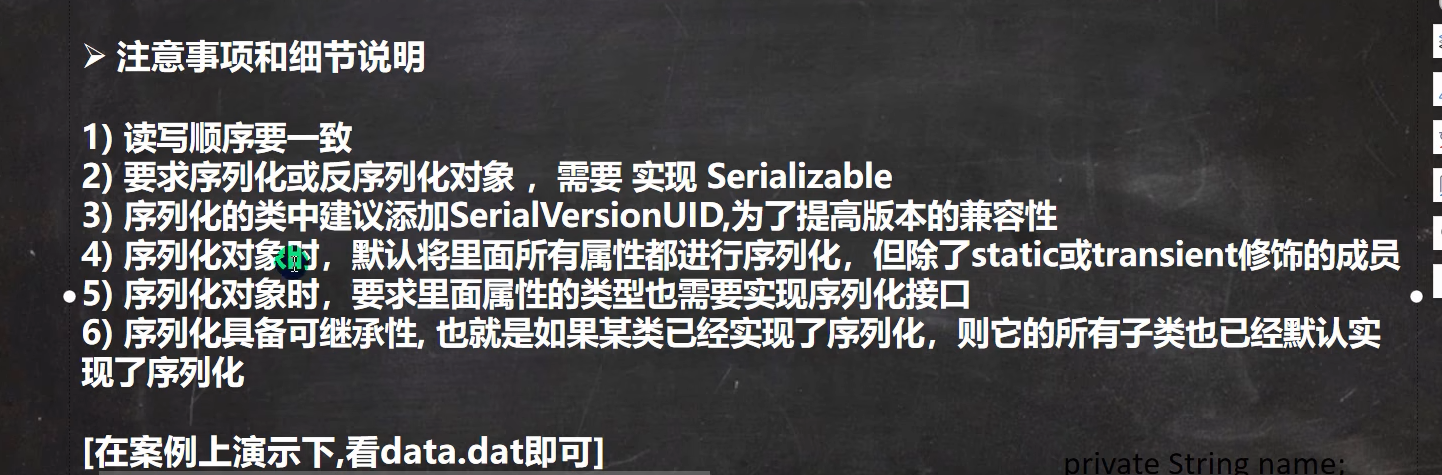 ➢ 注意事项和细节说明
1) 读写顺序要一致
2) 要求序列化或反序列化对象 ，需要 实现 Serializable
3) 序列化的类中建议添加SerialVersionUID,为了提高版本的兼容性
4) 序列化对象时，默认将里面所有属性都进行序列化，但除了static或transient修饰的成员
5) 序列化对象时，要求里面属性的类型也需要实现序列化接口
6) 序列化具备可继承性, 也就是如果某类已经实现了序列化，则它的所有子类也已经默认实
现了序列化
[在案例上演示下,看data.dat即可]
private String name;